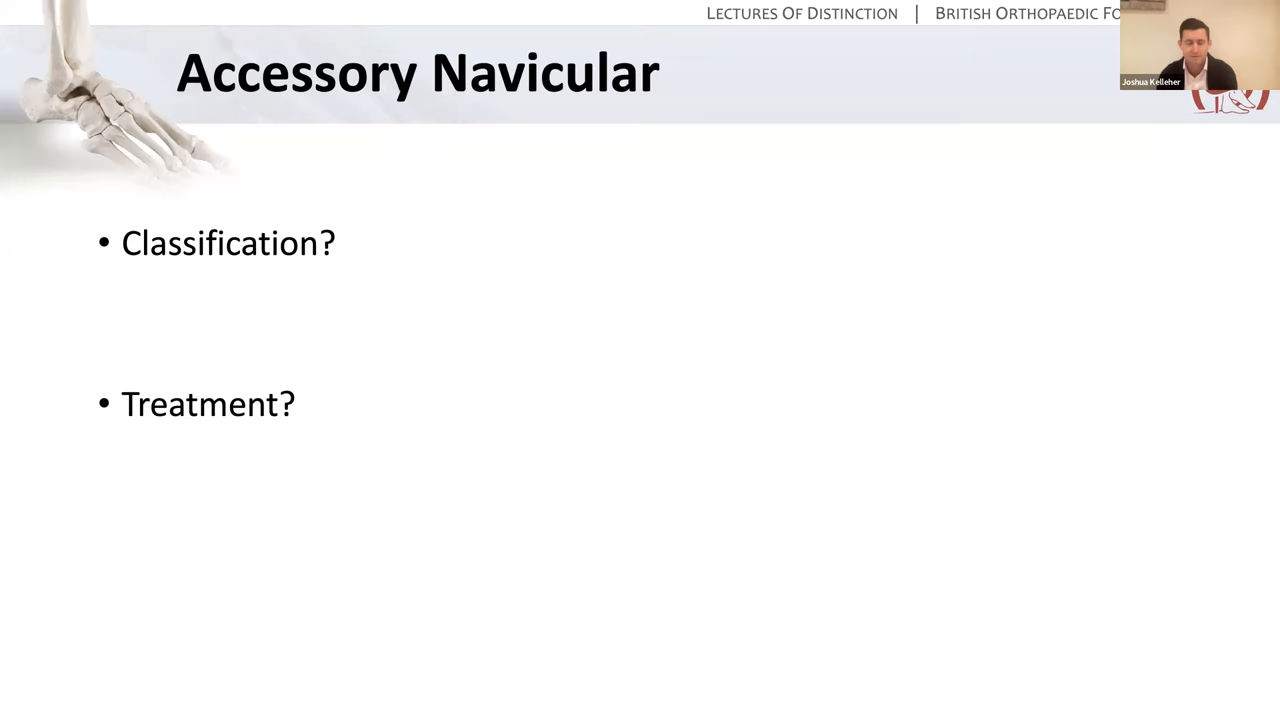 LECTURES OF DISTINCTION | BRITISH ORTHOPAEDIC FO
Joshua Kelleher
Accessory Navicular
• Classification?
• Treatment?